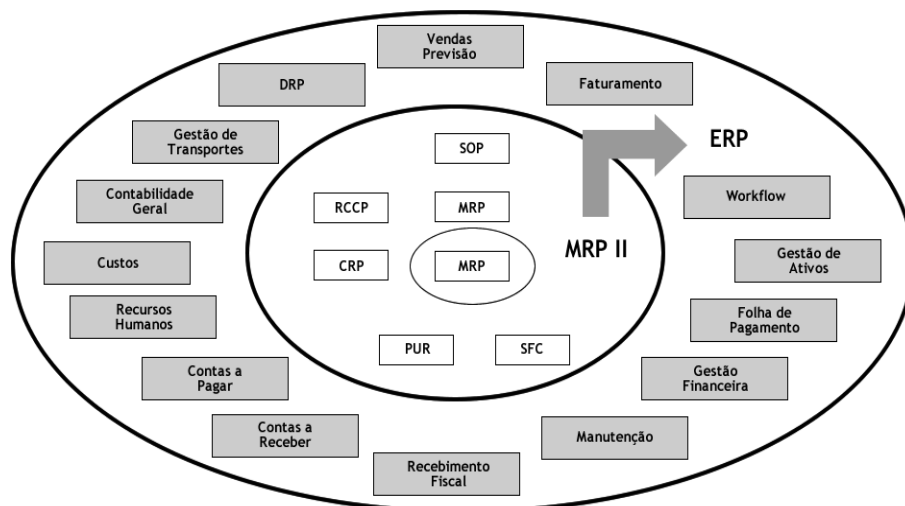 Vendas
Previsão
DRP
Faturamento
Gestão de
Transportes
SOP
ERP
Contabilidade
Geral
RCCP
MRP
Workflow
Custos
CRP
MRP
MRP II
Gestão de
Ativos
Recursos
Humanos
Folha de
Pagamento
PUR
SFC
Contas a
Pagar
Gestão
Financeira
Contas a
Receber
Manutenção
Recebimento
Fiscal